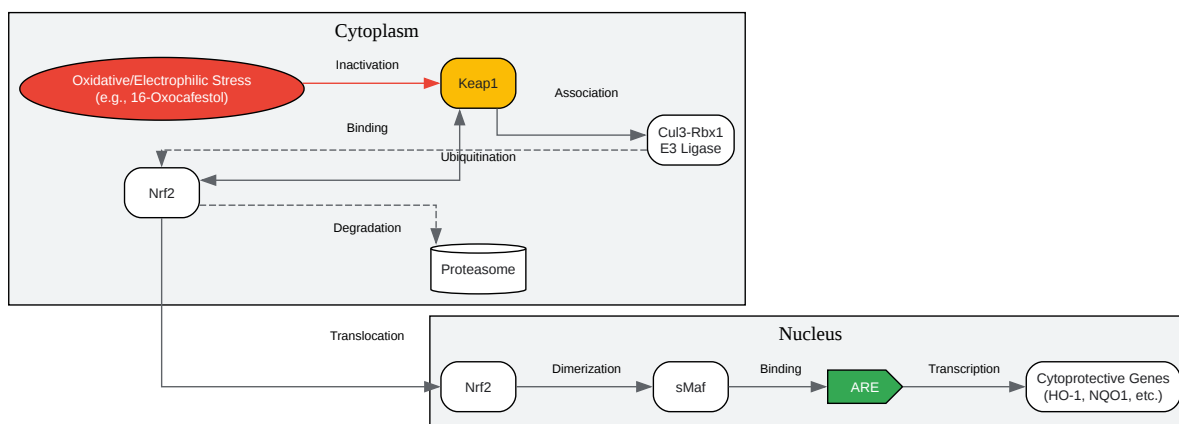 Cytoplasm
Inactivation
Oxidative/Electrophilic Stress
(e.g., 16-Oxocafestol)
Keap1
Association
Binding
Cul3-Rbx1
E3 Ligase
Ubiquitination
Nrf2
Degradation
Proteasome
Translocation
Nucleus
Nrf2
Dimerization
sMaf
Binding
ARE
Transcription
Cytoprotective Genes
(HO-1, NQO1, etc.)